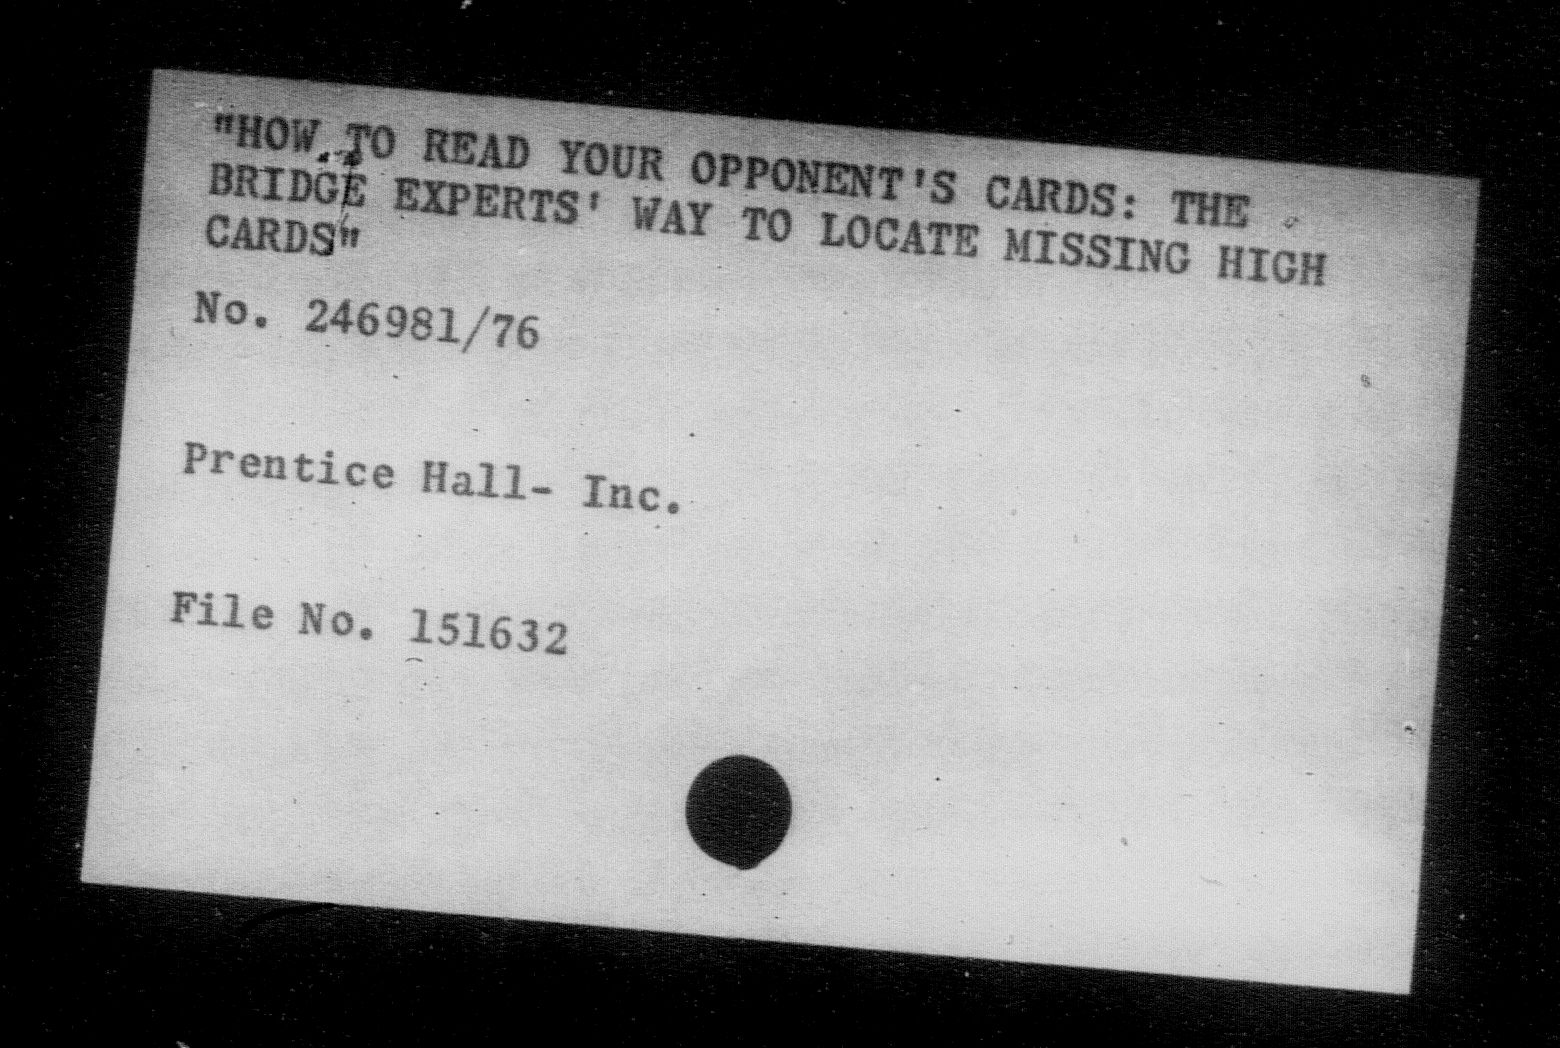 "HOW TO READ YOUR OPPONENT'S CARDS: THE
BRIDGE EXPERTS' WAY TO LOCATE MISSING HIGH
CARDS"
No. 246981/76
Prentice Hall- Inc.
File No. 151632